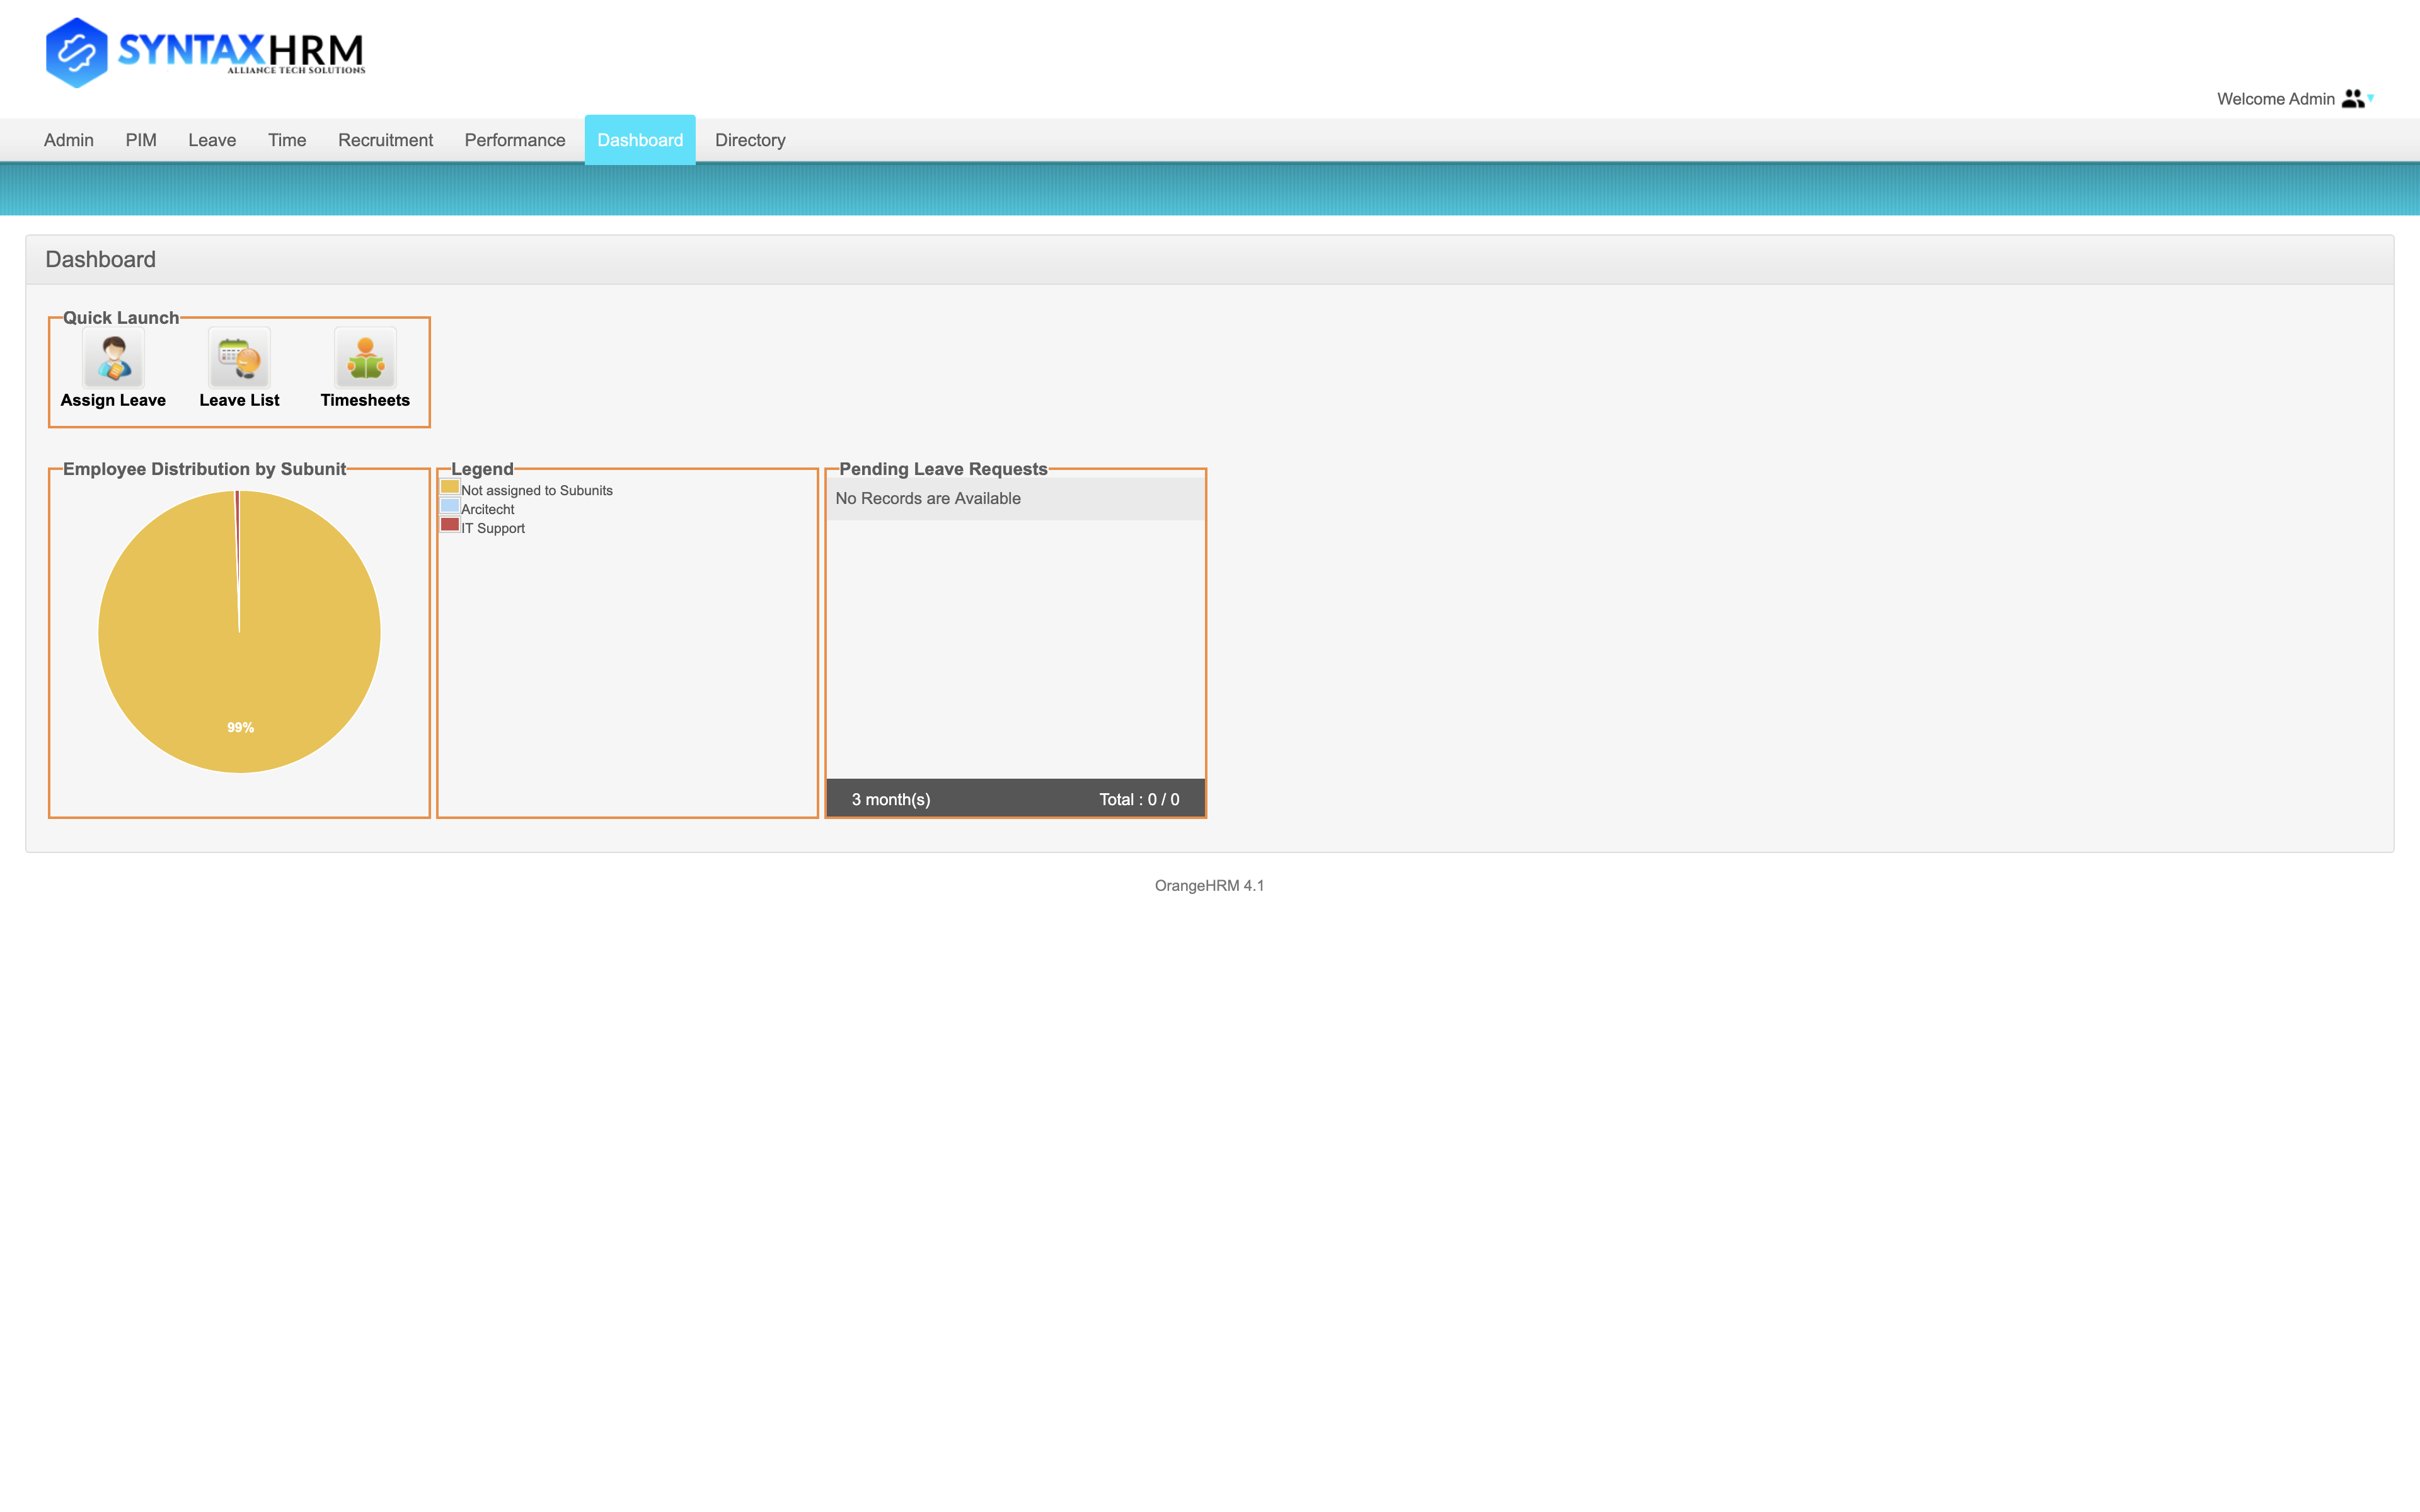 SYNTAXHRM
ALLIANCE TECH SOLUTIONS
Welcome Admin
Admin PIM Leave Time Recruitment Performance Dashboard Directory
Dashboard
Quick Launch
Assign Leave Leave List Timesheets
Employee Distribution by Subunit
99%
Legend
Not assigned to Subunits
Arcitecht
IT Support
Pending Leave Requests
No Records are Available
3 month(s) Total : 0 / 0
OrangeHRM 4.1